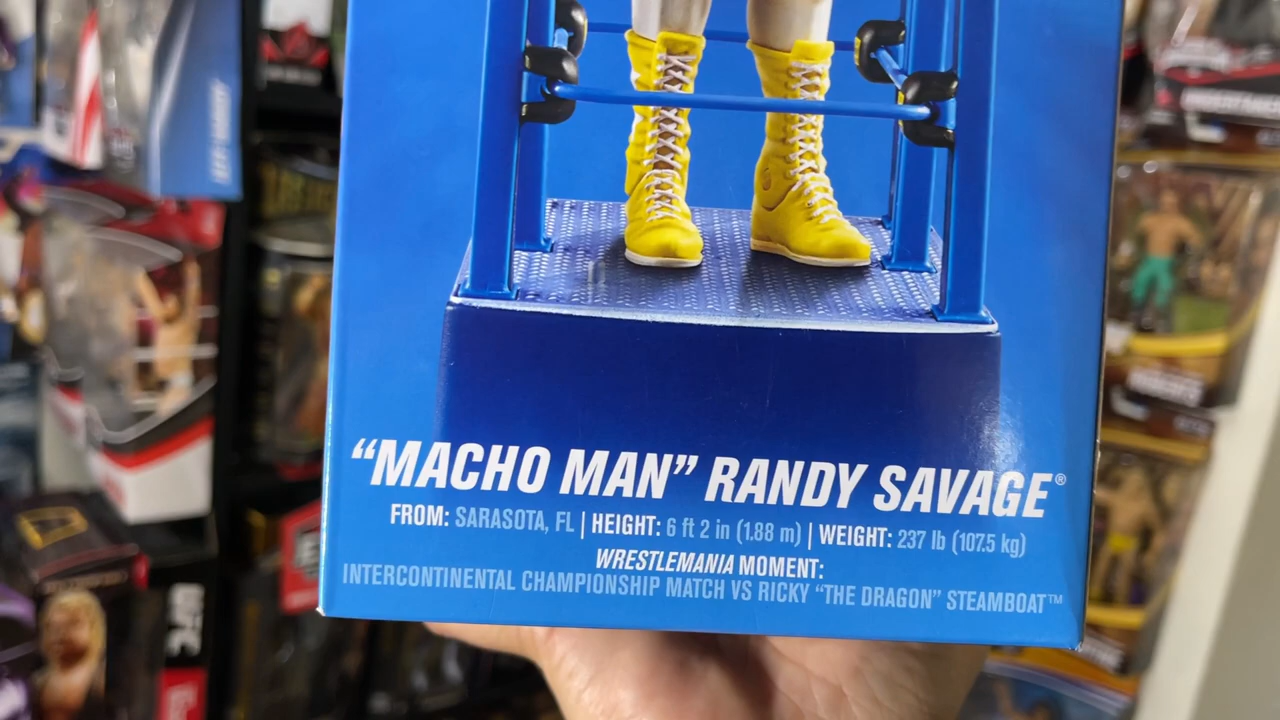 “MACHO MAN” RANDY SAVAGE®
FROM: SARASOTA, FL | HEIGHT: 6 ft 2 in (1.88 m) | WEIGHT: 237 lb (107.5 kg)
WRESTLEMANIA MOMENT:
INTERCONTINENTAL CHAMPIONSHIP MATCH VS RICKY “THE DRAGON” STEAMBOAT™
UFC